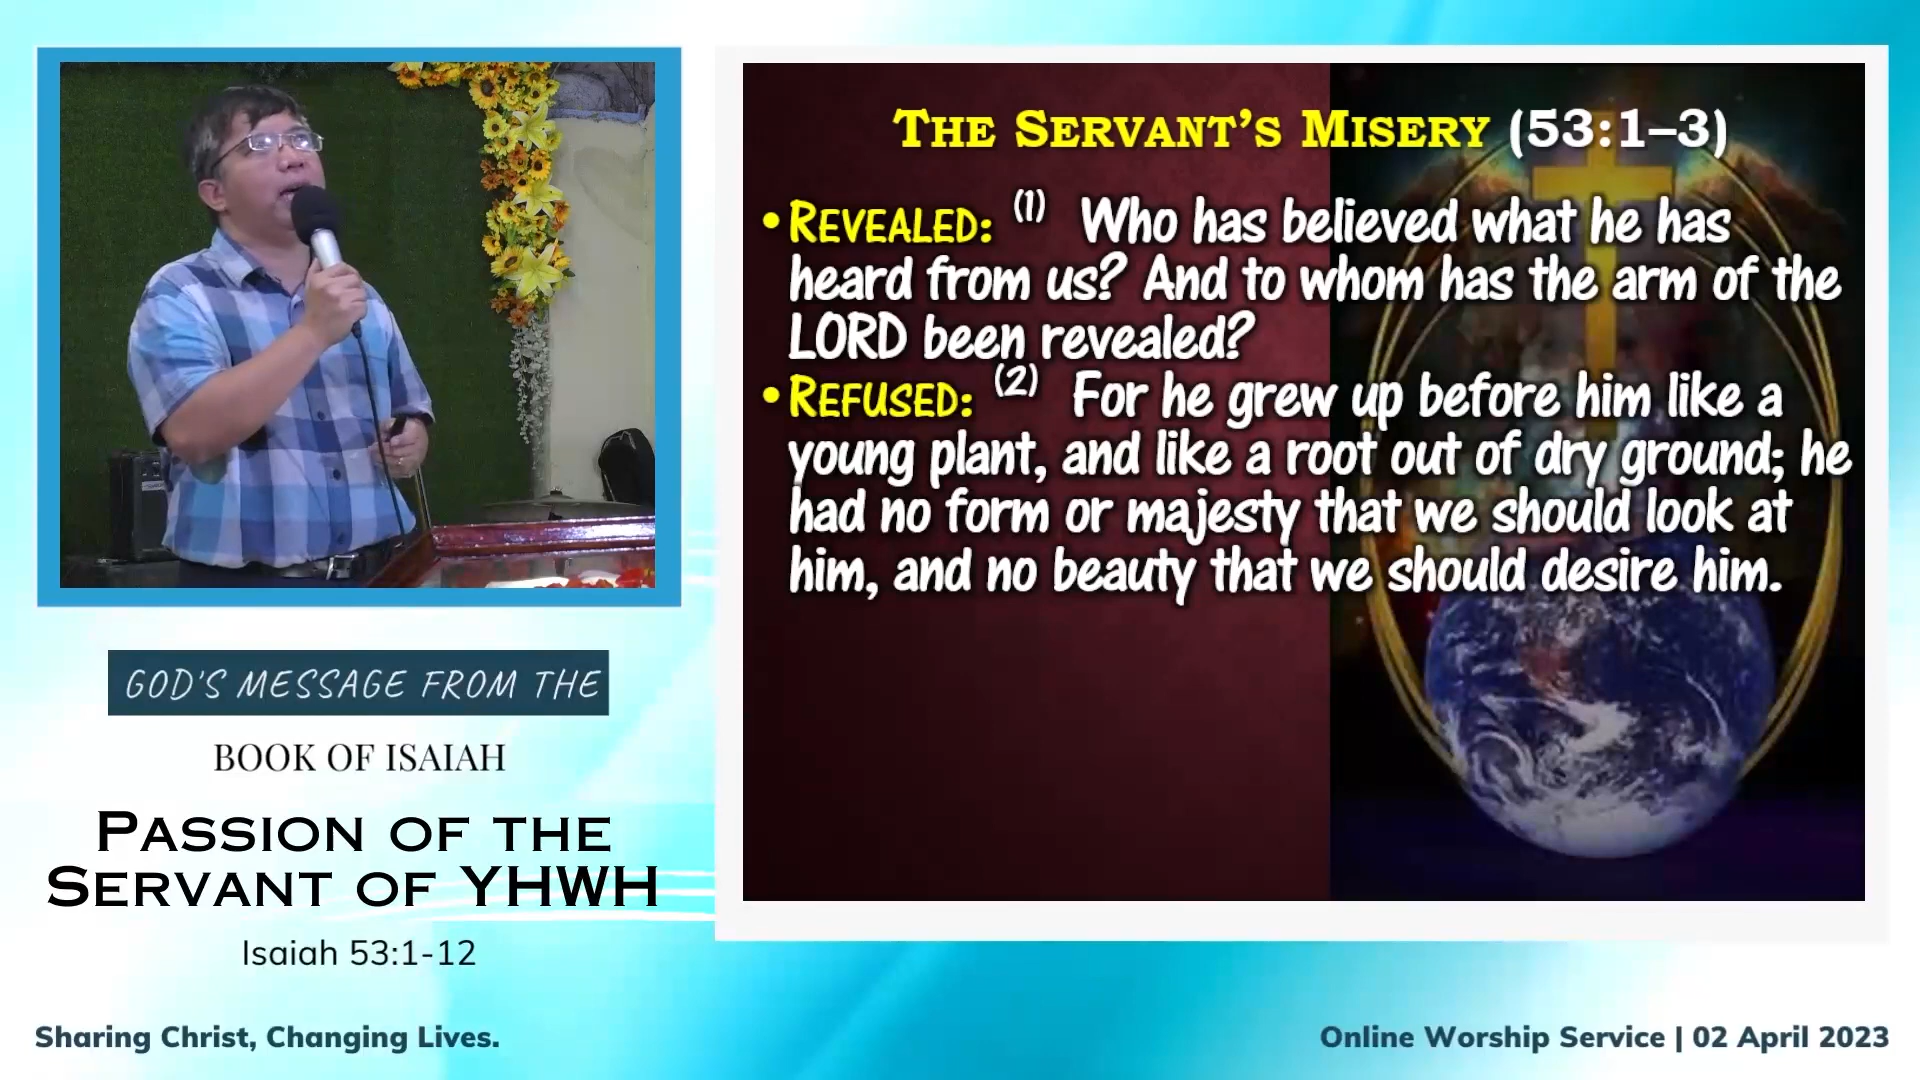 THE SERVANT'S MISERY (53:1–3)
• REVEALED: (1) Who has believed what he has
heard from us? And to whom has the arm of the
LORD been revealed?
• REFUSED: (2) For he grew up before him like a
young plant, and like a root out of dry ground; he
had no form or majesty that we should look at
him, and no beauty that we should desire him.
GOD'S MESSAGE FROM THE
BOOK OF ISAIAH
PASSION OF THE
SERVANT OF YHWH
Isaiah 53:1-12
Sharing Christ, Changing Lives.
Online Worship Service | 02 April 2023